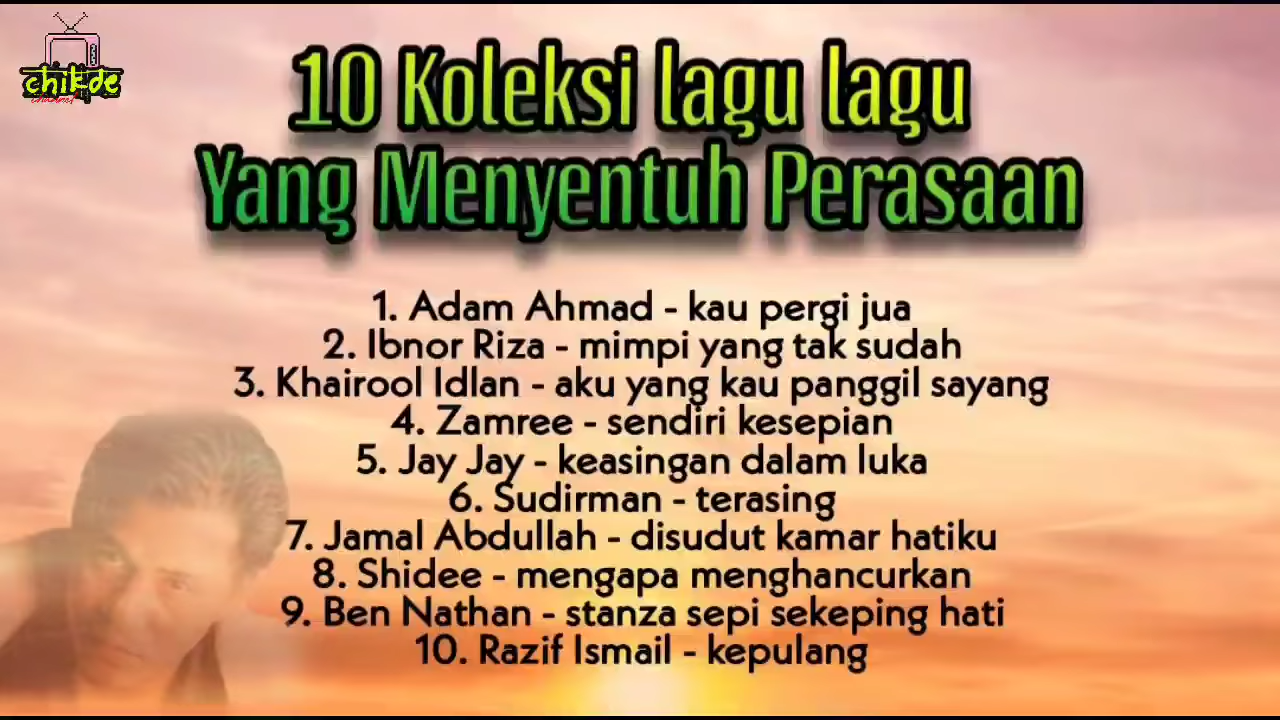 chikde
channel
10 Koleksi lagu lagu
Yang Menyentuh Perasaan
1. Adam Ahmad - kau pergi jua
2. Ibnor Riza - mimpi yang tak sudah
3. Khairool Idlan - aku yang kau panggil sayang
4. Zamree - sendiri kesepian
5. Jay Jay - keasingan dalam luka
6. Sudirman - terasing
7. Jamal Abdullah - disudut kamar hatiku
8. Shidee - mengapa menghancurkan
9. Ben Nathan - stanza sepi sekeping hati
10. Razif Ismail - kepulang